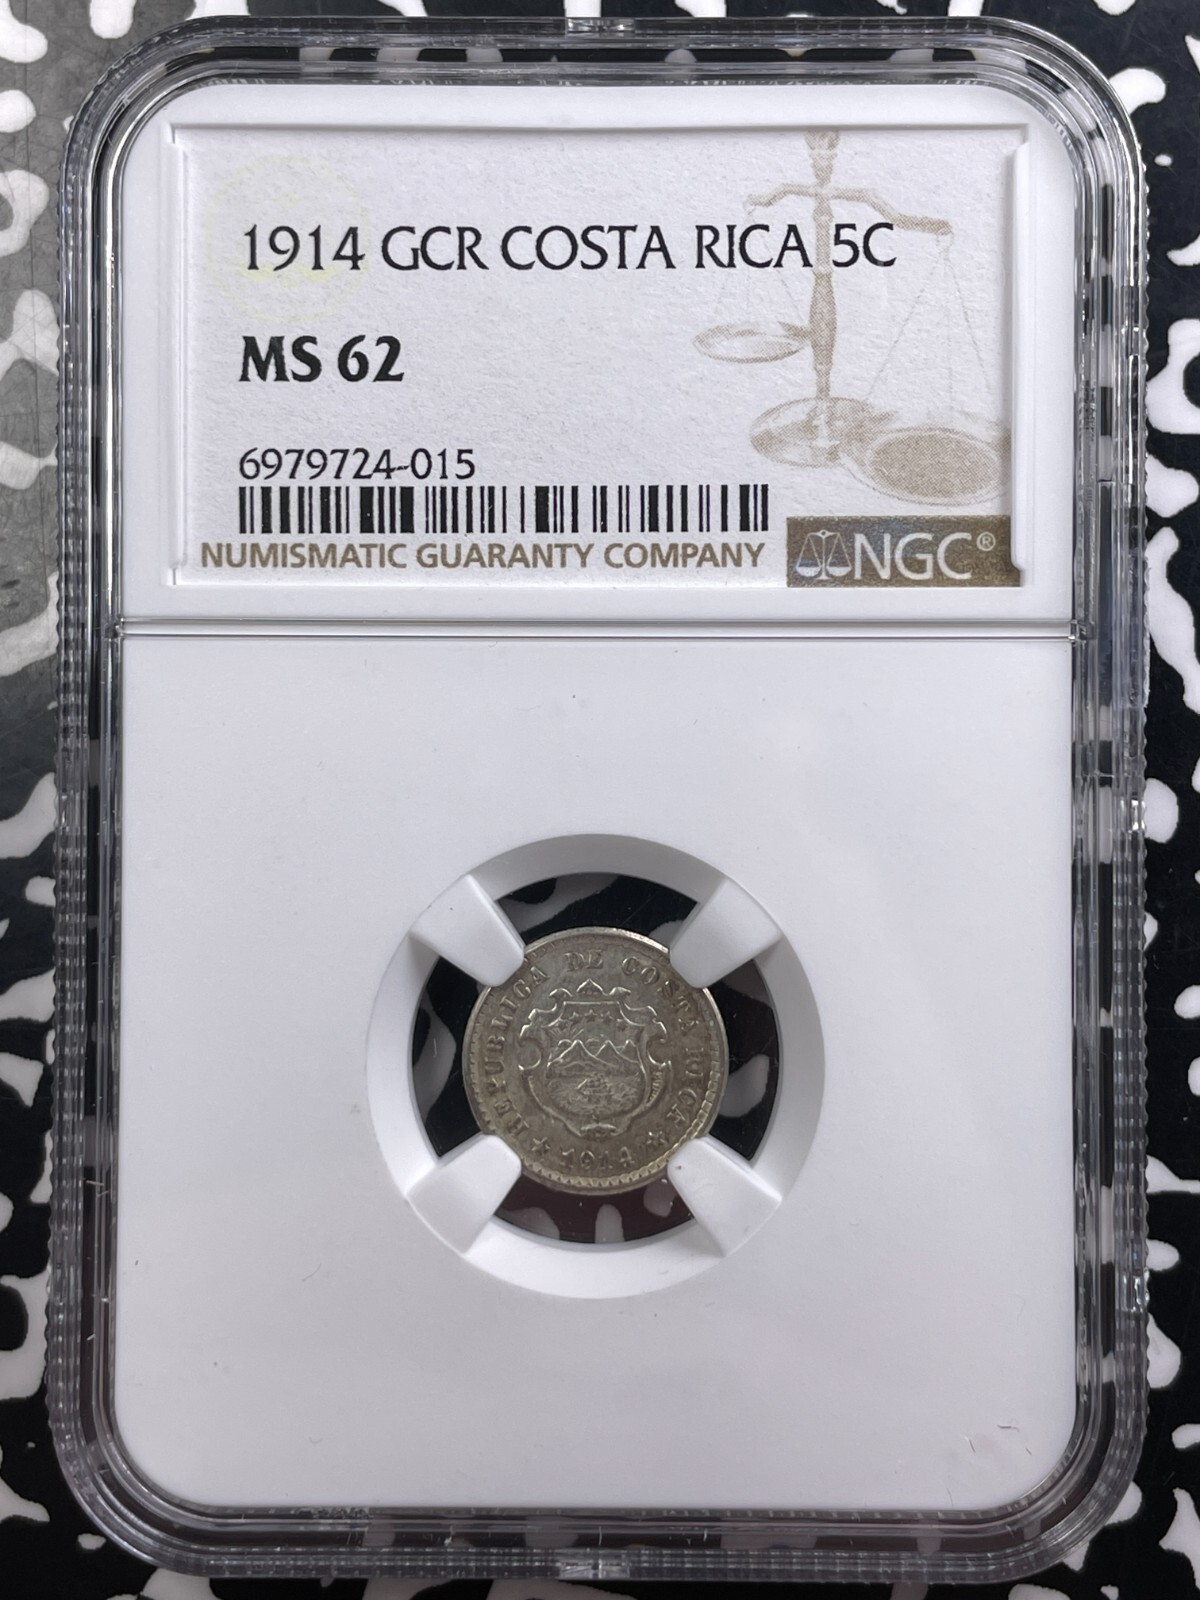 1914 GCR COSTA RICA 5C
MS 62
6979724-015
NUMISMATIC GUARANTY COMPANY
NGC®
REPUBLICA DE COSTA RICA
★ 1914 ★